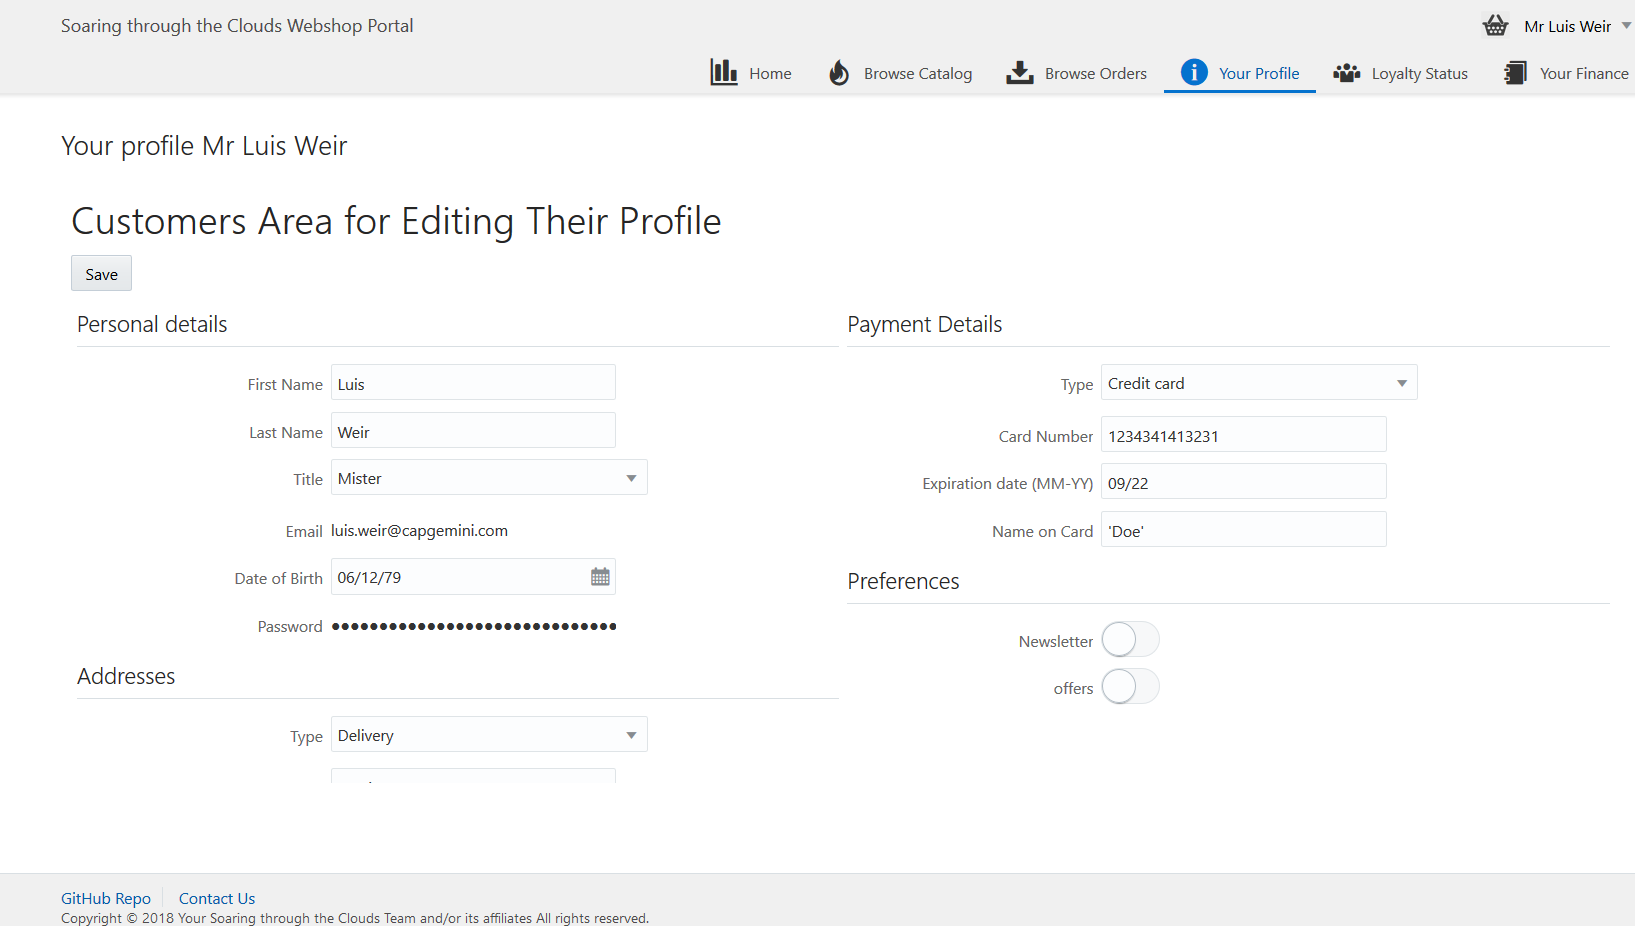 Soaring through the Clouds Webshop Portal
Mr Luis Weir
Home
Browse Catalog
Browse Orders
Your Profile
Loyalty Status
Your Finance
Your profile Mr Luis Weir
Customers Area for Editing Their Profile
Save
Personal details
First Name Luis
Last Name Weir
Title Mister
Email luis.weir@capgemini.com
Date of Birth 06/12/79
Password ••••••••••••••••••••••••••••••
Addresses
Type Delivery
Payment Details
Type Credit card
Card Number 1234341413231
Expiration date (MM-YY) 09/22
Name on Card 'Doe'
Preferences
Newsletter
offers
GitHub Repo Contact Us
Copyright © 2018 Your Soaring through the Clouds Team and/or its affiliates All rights reserved.